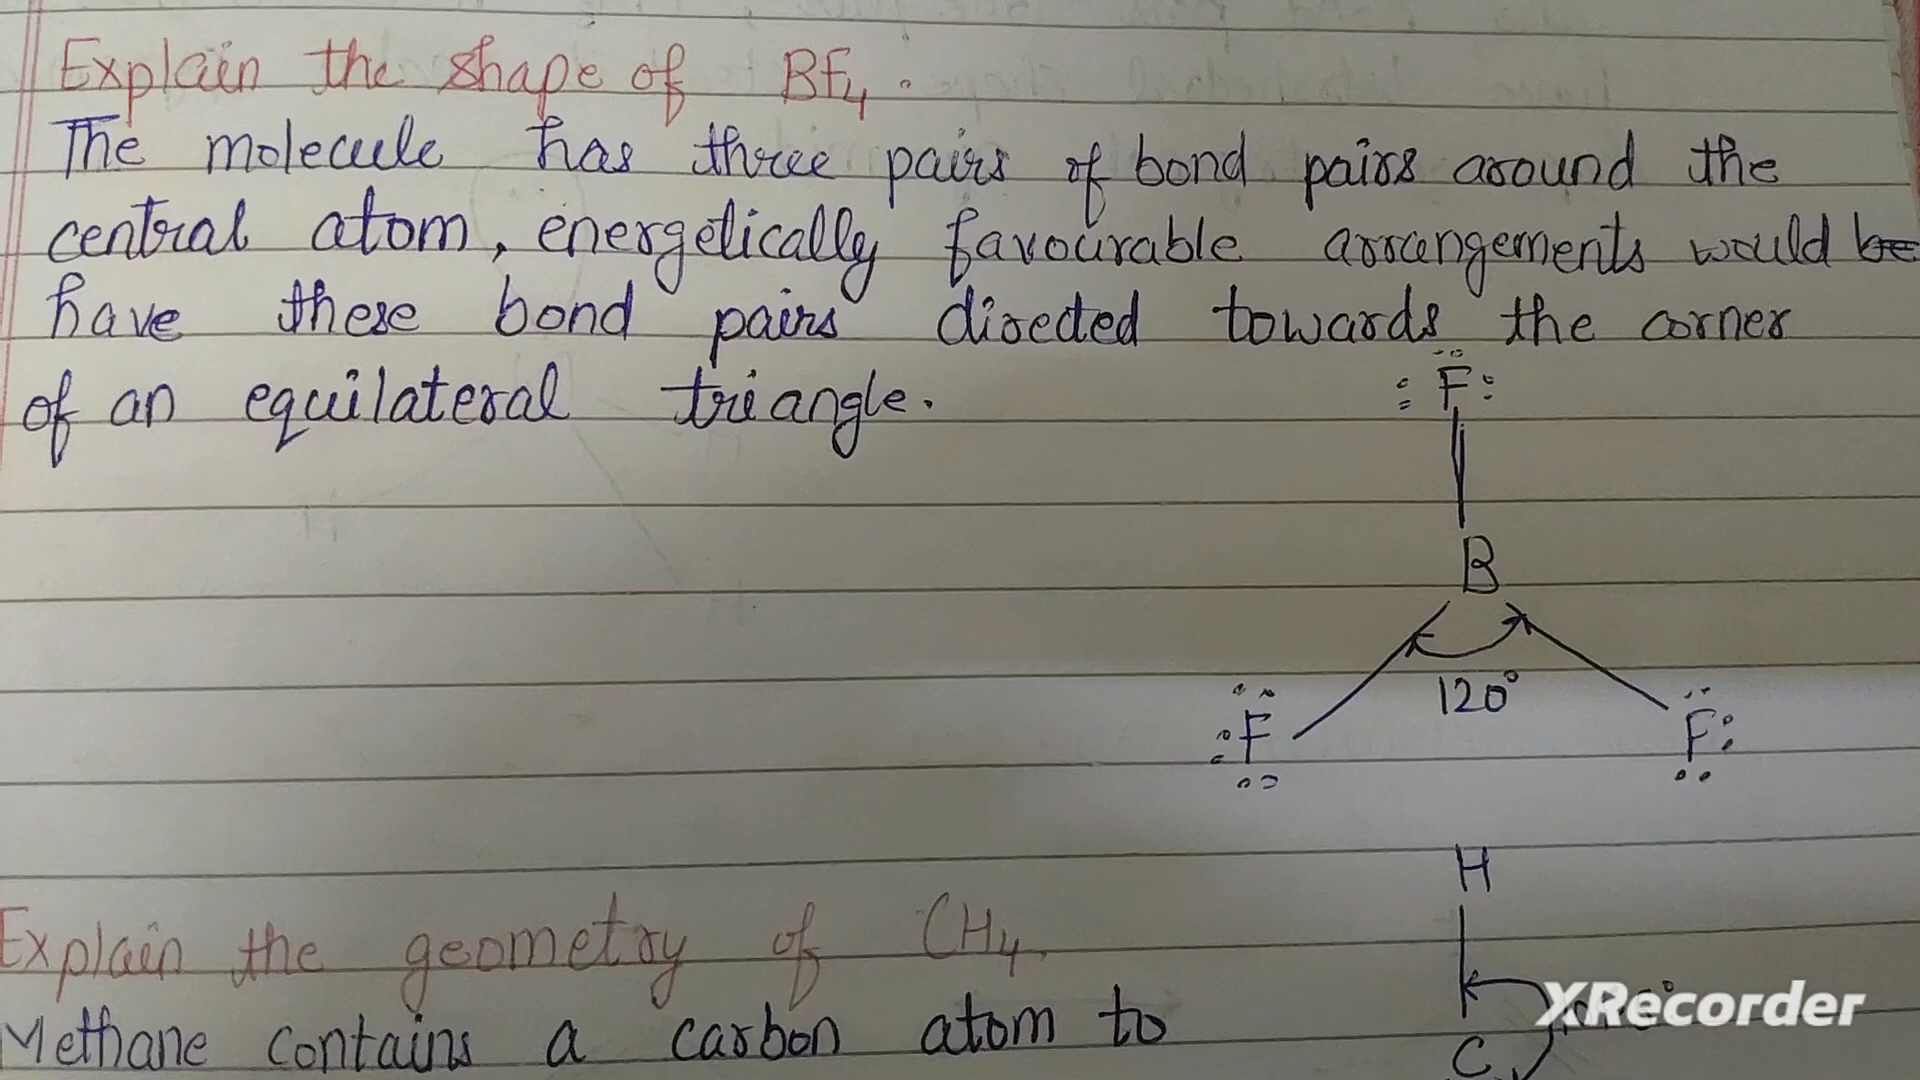 Explain the shape of BF4.
The molecule has three pairs of bond pairs around the
central atom, energetically favourable arrangements would be
have these bond pairs directed towards the corner
of an equilateral triangle.
F
B
120°
F F
H
Explain the geometry of CH4.
Methane contains a carbon atom to
C
XRecorder